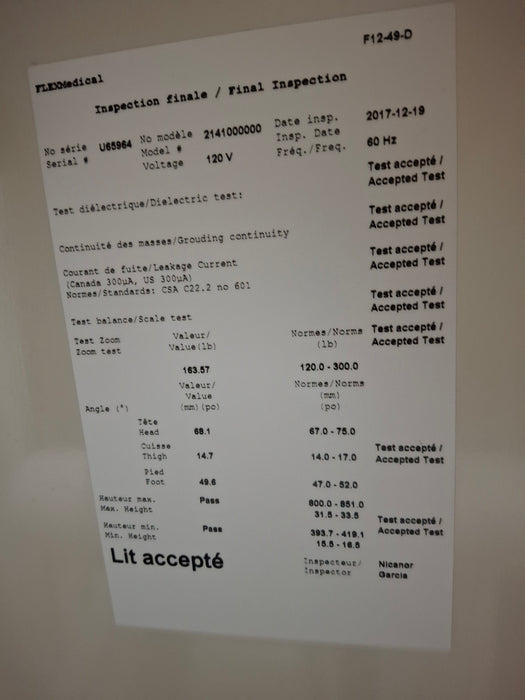 F12-49-D
FLEXMedical
Inspection finale / Final Inspection
No série U65964 No modèle 2141000000 Date insp. 2017-12-19
Serial # Model # Insp. Date
Voltage 120 V Fréq./Freq. 60 Hz
Test accepté /
Accepted Test
Test diélectrique/Dielectric test:
Test accepté /
Accepted Test
Continuité des masses/Grouding continuity
Test accepté /
Accepted Test
Courant de fuite/Leakage Current
(Canada 300µA, US 300µA)
Normes/Standards: CSA C22.2 no 601
Test accepté /
Accepted Test
Test balance/Scale test
Test Zoom Valeur/ Normes/Norms Test accepté /
Zoom test Value(lb) (lb) Accepted Test
163.57 120.0 - 300.0
Valeur/ Normes/Norms
Value (mm)
Angle (°) (mm) (po) (po)
Tête
Head 68.1 67.0 - 75.0
Cuisse Test accepté /
Thigh 14.7 14.0 - 17.0 Accepted Test
Pied
Foot 49.6 47.0 - 52.0
Hauteur max. Pass 800.0 - 851.0
Max. Height 31.5 - 33.5
Test accepté /
Hauteur min. Pass 393.7 - 419.1 Accepted Test
Min. Height 15.5 - 16.5
Lit accepté
Inspecteur/ Nicanor
Inspector Garcia